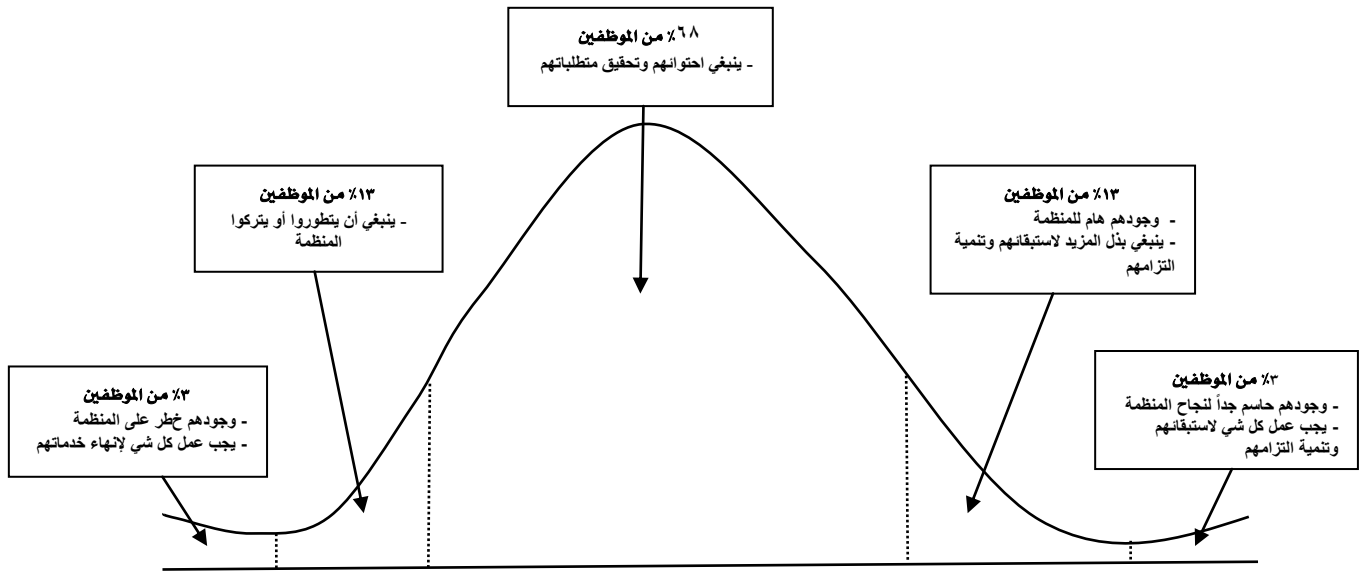 ٦٨٪ من الموظفين
- ينبغي احتوائهم وتحقيق متطلباتهم
١٣٪ من الموظفين
- وجودهم هام للمنظمة
- ينبغي بذل المزيد لاستبقائهم وتنمية
التزامهم
١٣٪ من الموظفين
- ينبغي أن يتطوروا أو يتركوا
المنظمة
٣٪ من الموظفين
- وجودهم حاسم جداً لنجاح المنظمة
- يجب عمل كل شي لاستبقائهم
وتنمية التزامهم
٣٪ من الموظفين
- وجودهم خطر على المنظمة
- يجب عمل كل شي لإنهاء خدماتهم